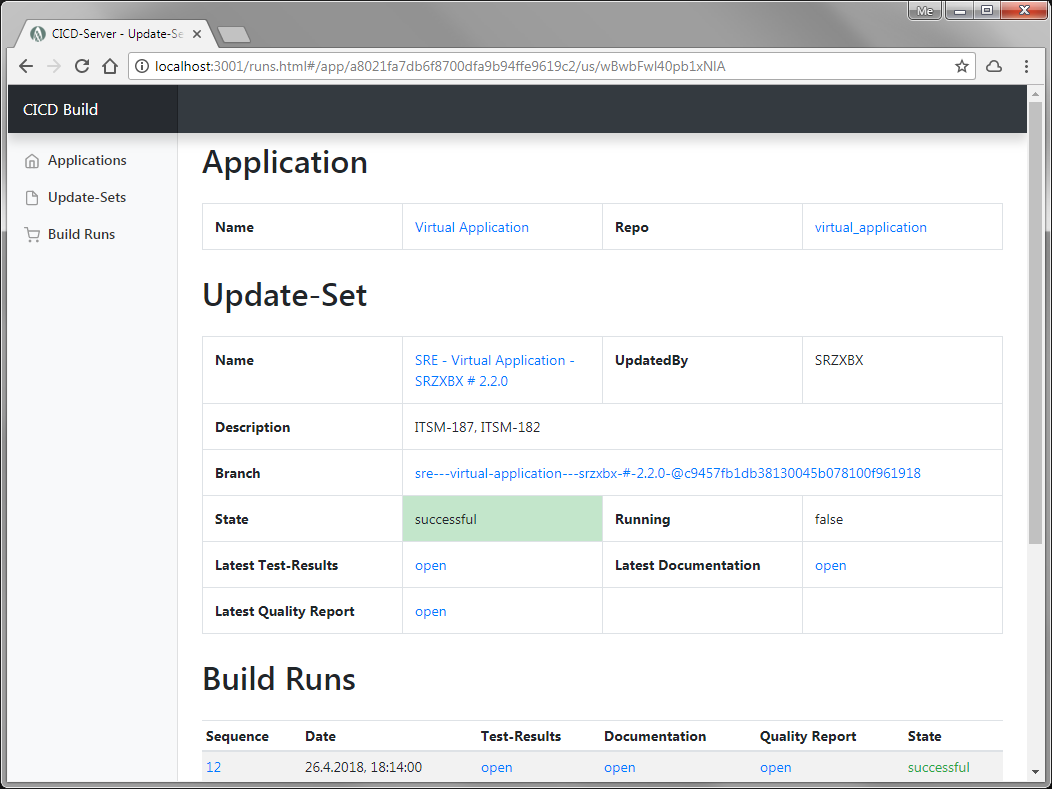 Me
CICD-Server - Update-Se
localhost:3001/runs.html#/app/a8021fa7db6f8700dfa9b94ffe9619c2/us/wBwbFwl40pb1xNlA
CICD Build
Applications
Update-Sets
Build Runs
Application
Name Virtual Application Repo virtual_application
Update-Set
Name SRE - Virtual Application - UpdatedBy SRZXBX
SRZXBX # 2.2.0
Description ITSM-187, ITSM-182
Branch sre---virtual-application---srzxbx-#-2.2.0-@c9457fb1db38130045b078100f961918
State successful Running false
Latest Test-Results open Latest Documentation open
Latest Quality Report open
Build Runs
Sequence Date Test-Results Documentation Quality Report State
12 26.4.2018, 18:14:00 open open open successful